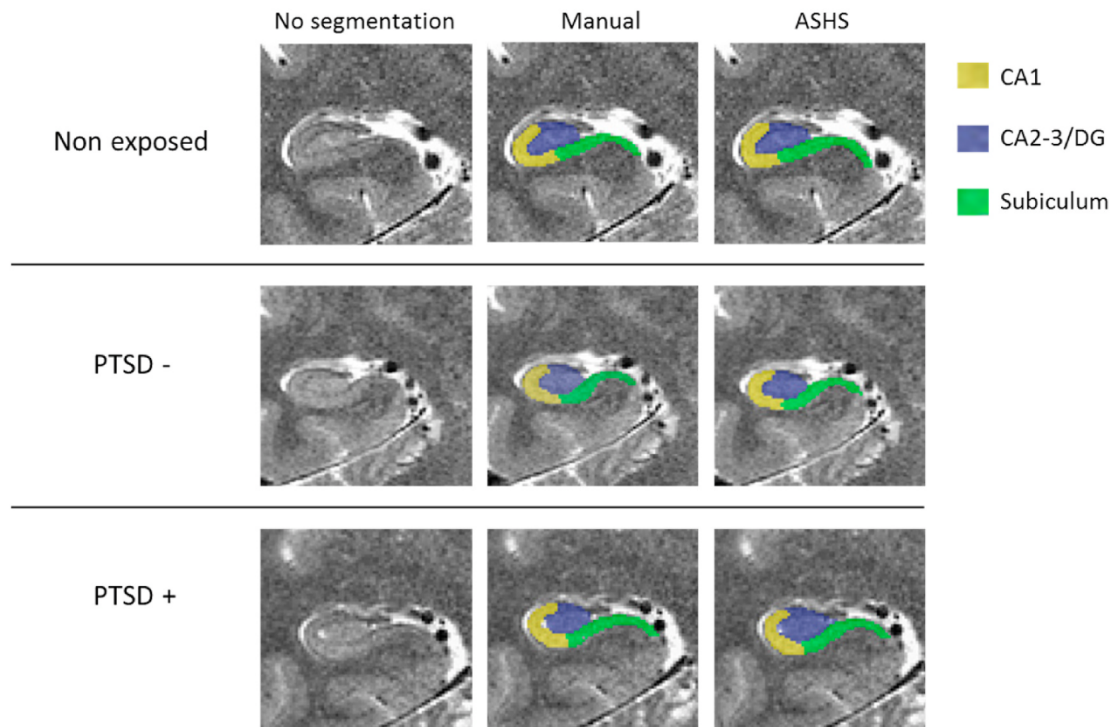 No segmentation Manual ASHS
CA1
Non exposed
CA2-3/DG
Subiculum
PTSD -
PTSD +